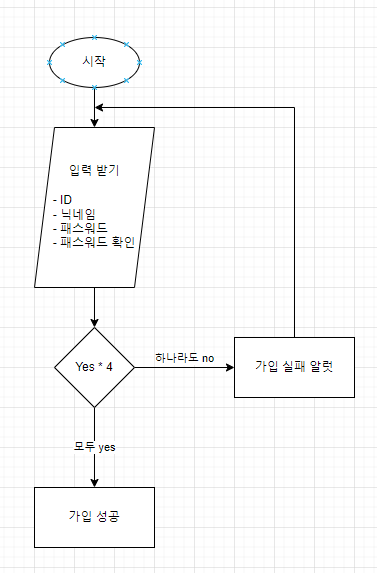 시작
입력 받기
- ID
- 닉네임
- 패스워드
- 패스워드 확인
Yes * 4
하나라도 no
가입 실패 알럿
모두 yes
가입 성공